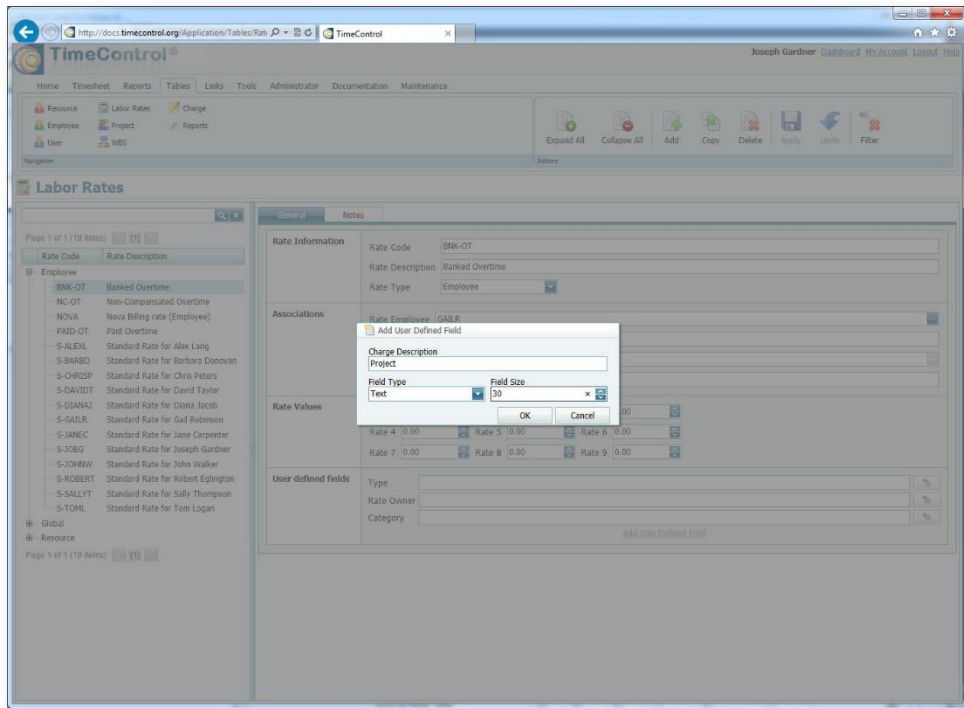 http://docs.timecontrol.org/Application/Tables/Rat
TimeControl
TimeControl®
Joseph Gardner Dashboard My Account Logout Help
Home Timesheet Reports Tables Links Tools Administrator Documentation Maintenance
Resource Labor Rates Charge
Employee Project Reports
User WBS
Expand All Collapse All Add Copy Delete Apply Undo Filter
Navigation Actions
Labor Rates
General Notes
Page 1 of 1 (19 items) [1]
Rate Code Rate Description
Employee
BNK-OT Banked Overtime
NC-OT Non-Compensated Overtime
NOVA Nova Billing rate (Employee)
PAID-OT Paid Overtime
S-ALEXL Standard Rate for Alex Lang
S-BARBD Standard Rate for Barbara Donovan
S-CHRISP Standard Rate for Chris Peters
S-DAVIDT Standard Rate for David Taylor
S-DIANAJ Standard Rate for Diana Jacob
S-GAILR Standard Rate for Gail Robinson
S-JANEC Standard Rate for Jane Carpenter
S-JOEG Standard Rate for Joseph Gardner
S-JOHNW Standard Rate for John Walker
S-ROBERT Standard Rate for Robert Eglington
S-SALLYT Standard Rate for Sally Thompson
S-TOML Standard Rate for Tom Logan
Global
Resource
Page 1 of 1 (19 items) [1]
Rate Information
Rate Code BNK-OT
Rate Description Banked Overtime
Rate Type Employee
Associations
Rate Employee GAILR
Add User Defined Field
Charge Description
Project
Field Type Field Size
Text 30
OK Cancel
Rate Values
Rate 4 0.00 Rate 5 0.00 Rate 6 0.00
Rate 7 0.00 Rate 8 0.00 Rate 9 0.00
User defined fields
Type
Rate Owner
Category
Add User Defined Field